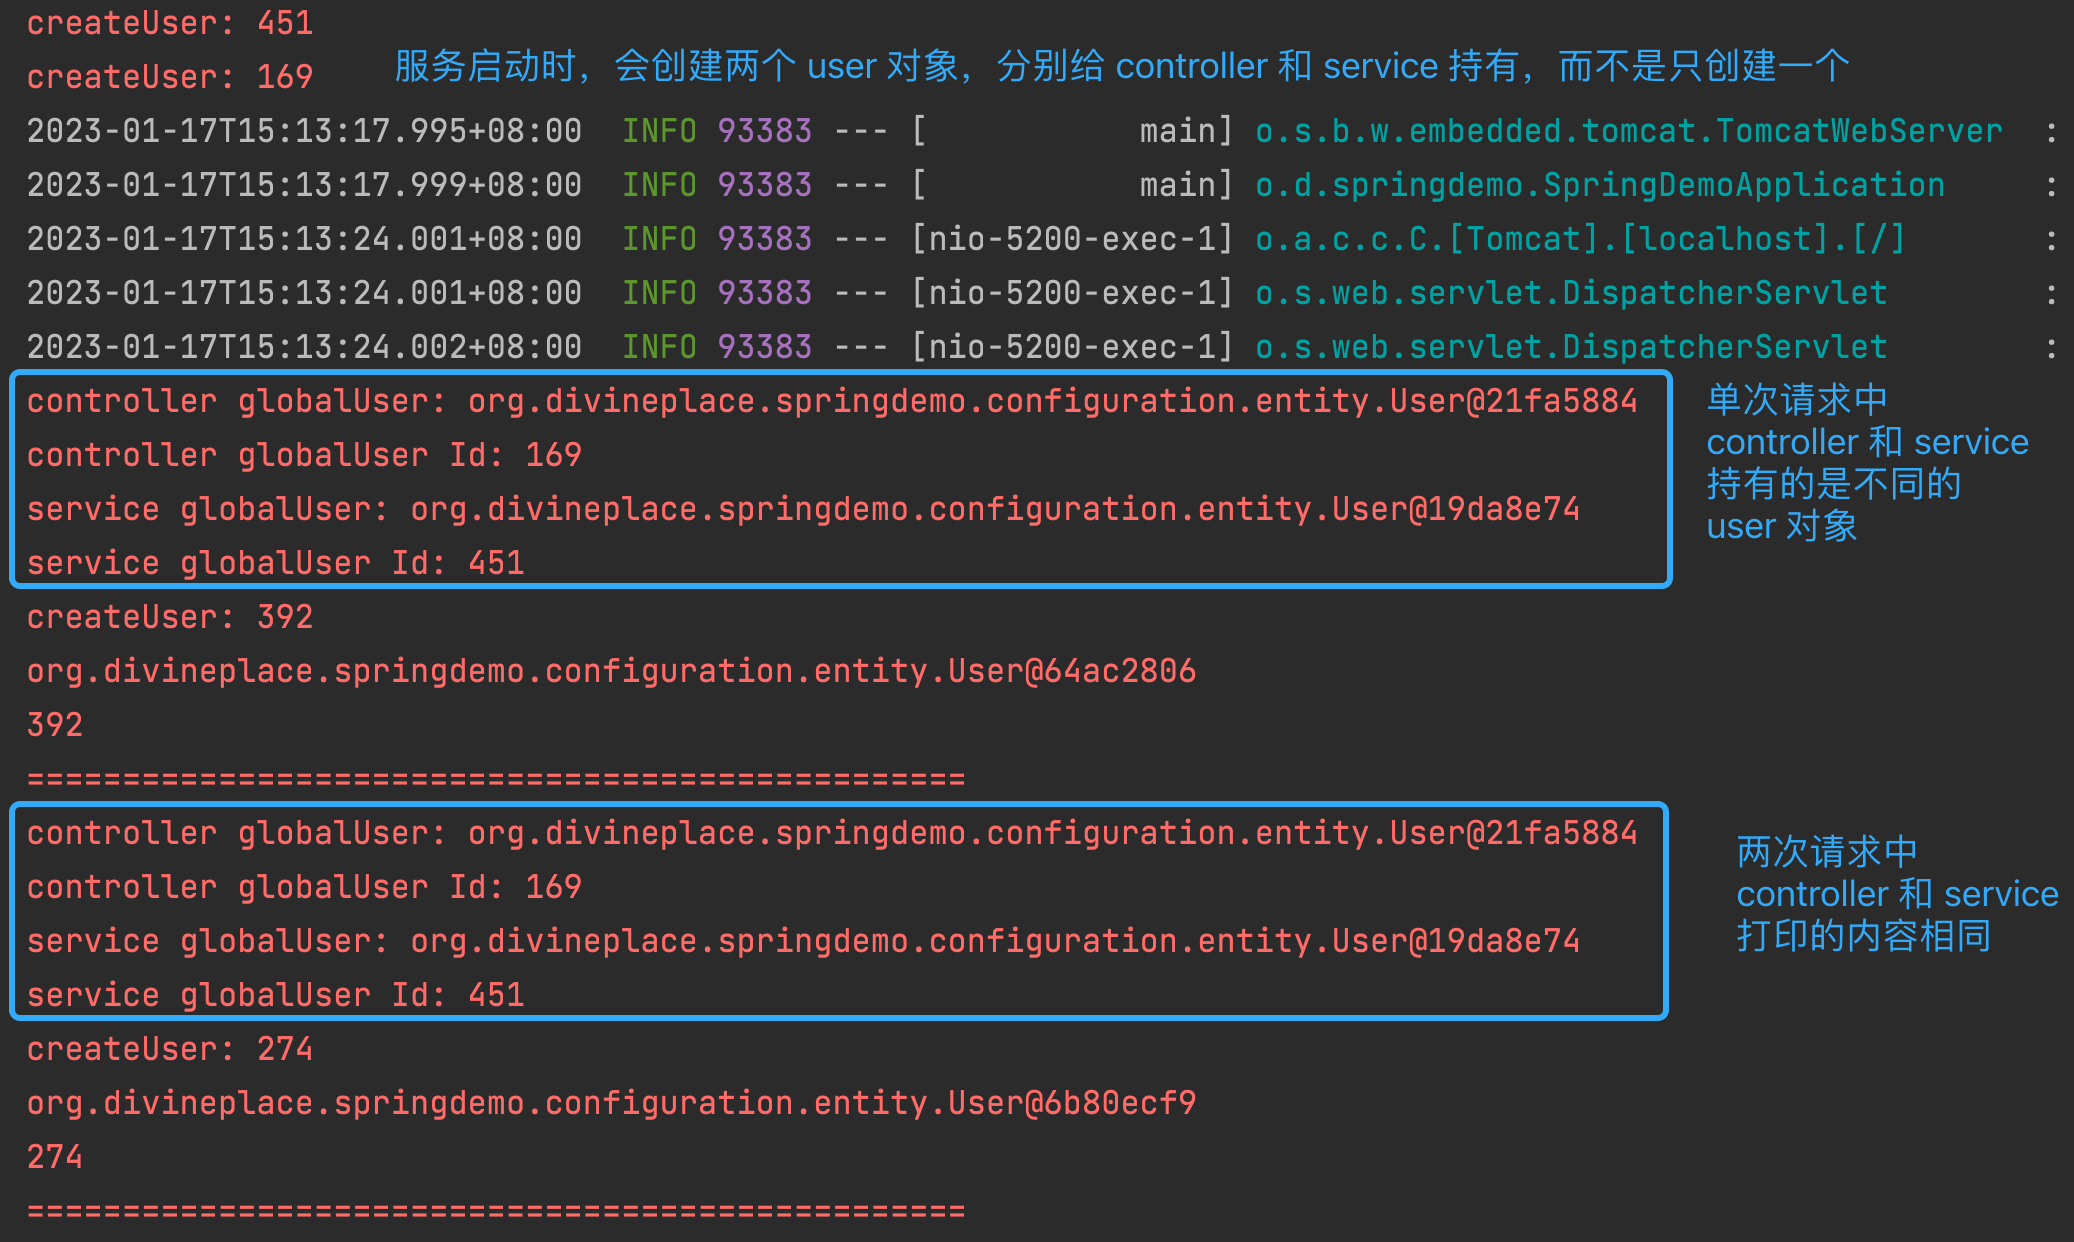 createUser: 451
createUser: 169
服务启动时，会创建两个 user 对象，分别给 controller 和 service 持有，而不是只创建一个
2023-01-17T15:13:17.995+08:00  INFO 93383 --- [           main] o.s.b.w.embedded.tomcat.TomcatWebServer  :
2023-01-17T15:13:17.999+08:00  INFO 93383 --- [           main] o.d.springdemo.SpringDemoApplication     :
2023-01-17T15:13:24.001+08:00  INFO 93383 --- [nio-5200-exec-1] o.a.c.c.C.[Tomcat].[localhost].[/]       :
2023-01-17T15:13:24.001+08:00  INFO 93383 --- [nio-5200-exec-1] o.s.web.servlet.DispatcherServlet        :
2023-01-17T15:13:24.002+08:00  INFO 93383 --- [nio-5200-exec-1] o.s.web.servlet.DispatcherServlet        :
controller globalUser: org.divineplace.springdemo.configuration.entity.User@21fa5884
controller globalUser Id: 169
service globalUser: org.divineplace.springdemo.configuration.entity.User@19da8e74
service globalUser Id: 451
单次请求中
controller 和 service
持有的是不同的
user 对象
createUser: 392
org.divineplace.springdemo.configuration.entity.User@64ac2806
392
=================================================
controller globalUser: org.divineplace.springdemo.configuration.entity.User@21fa5884
controller globalUser Id: 169
service globalUser: org.divineplace.springdemo.configuration.entity.User@19da8e74
service globalUser Id: 451
两次请求中
controller 和 service
打印的内容相同
createUser: 274
org.divineplace.springdemo.configuration.entity.User@6b80ecf9
274
=================================================